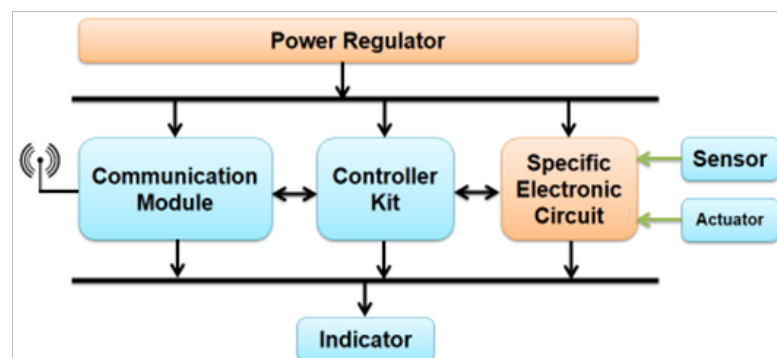 Power Regulator
Communication
Module
Controller
Kit
Specific
Electronic
Circuit
Sensor
Actuator
Indicator